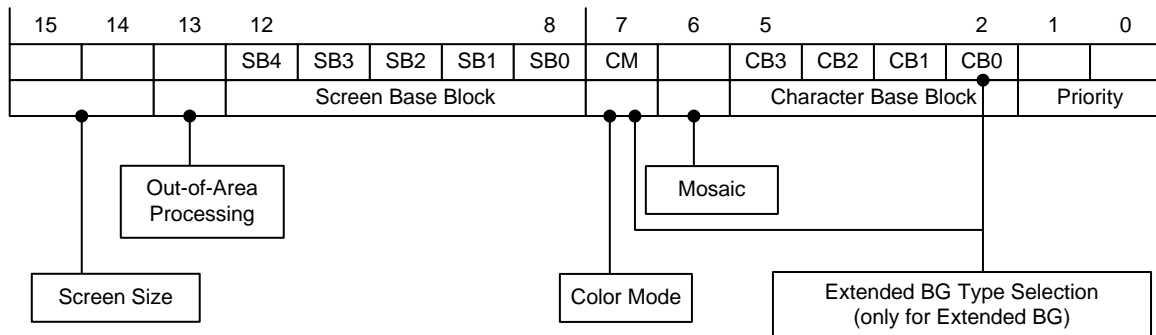 15 14 13 12 8 7 6 5 2 1 0
SB4 SB3 SB2 SB1 SB0 CM CB3 CB2 CB1 CB0
Screen Base Block Character Base Block Priority
Out-of-Area
Processing
Mosaic
Screen Size
Color Mode
Extended BG Type Selection
(only for Extended BG)